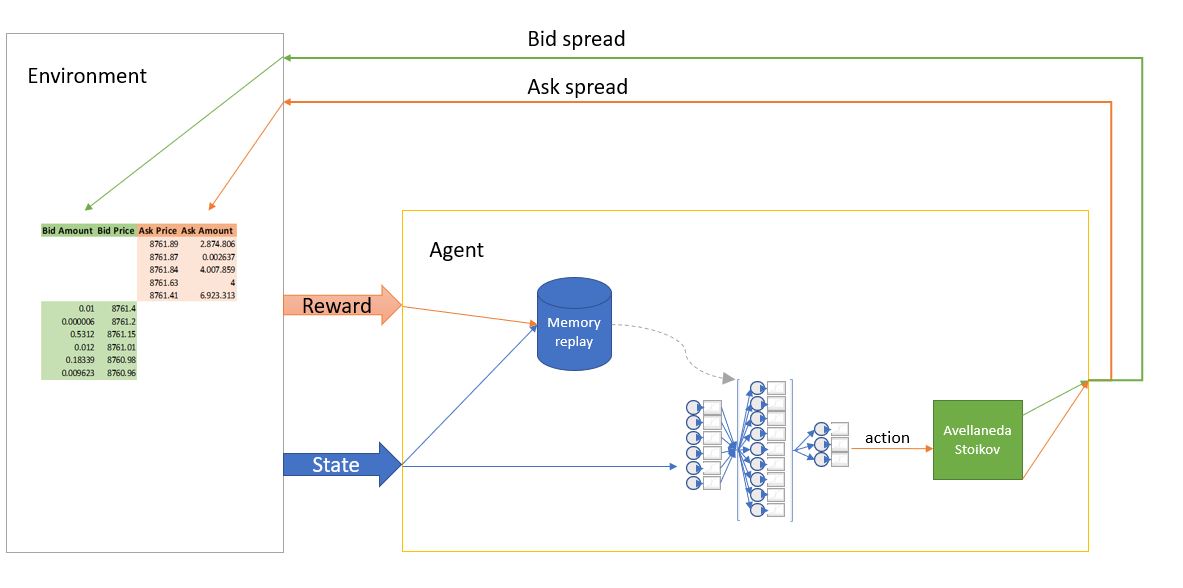 Bid spread
Environment
Ask spread
Bid Amount Bid Price Ask Price Ask Amount
8761.89 2.874.806
8761.87 0.002637
8761.84 4.007.859
8761.63 4
8761.41 6.923.313
0.01 8761.4
0.000006 8761.2
0.5312 8761.15
0.012 8761.01
0.18339 8760.98
0.009623 8760.96
Agent
Reward
Memory
replay
State
action
Avellaneda
Stoikov